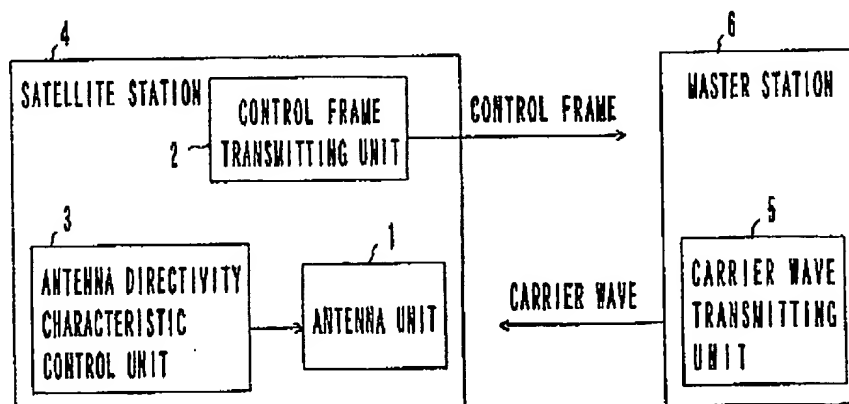 4
6
SATELLITE STATION
MASTER STATION
CONTROL FRAME
TRANSMITTING UNIT
2
CONTROL FRAME
3
ANTENNA DIRECTIVITY
CHARACTERISTIC
CONTROL UNIT
1
ANTENNA UNIT
CARRIER WAVE
5
CARRIER WAVE
TRANSMITTING
UNIT